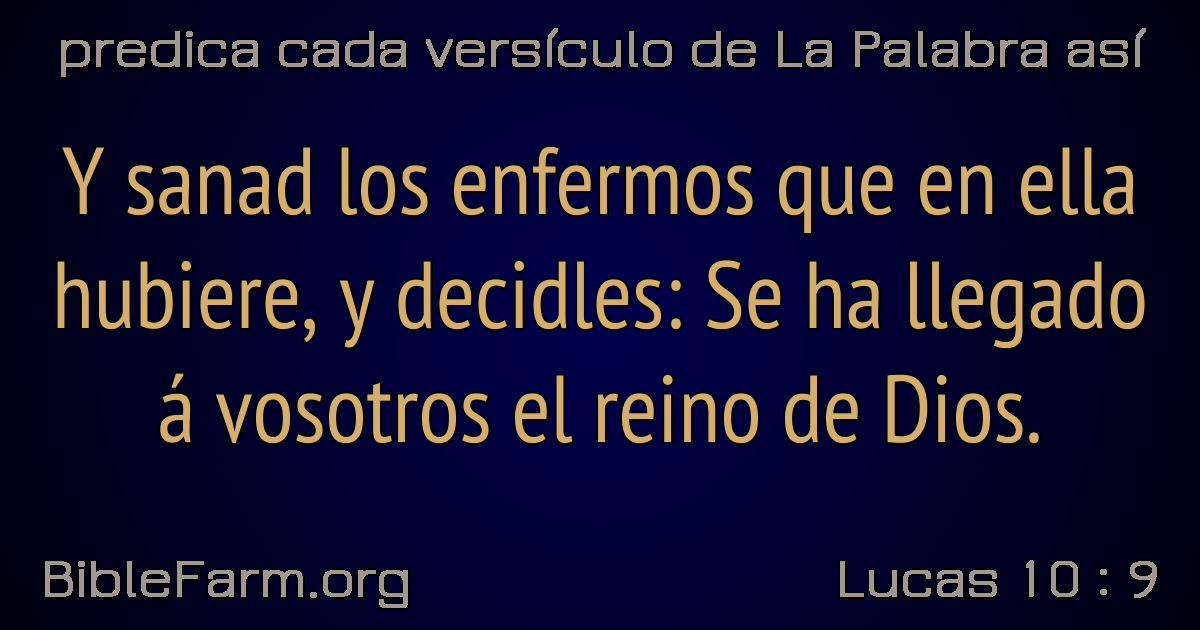 predica cada versículo de La Palabra así
Y sanad los enfermos que en ella
hubiere, y decidles: Se ha llegado
á vosotros el reino de Dios.
BibleFarm.org
Lucas 10 : 9